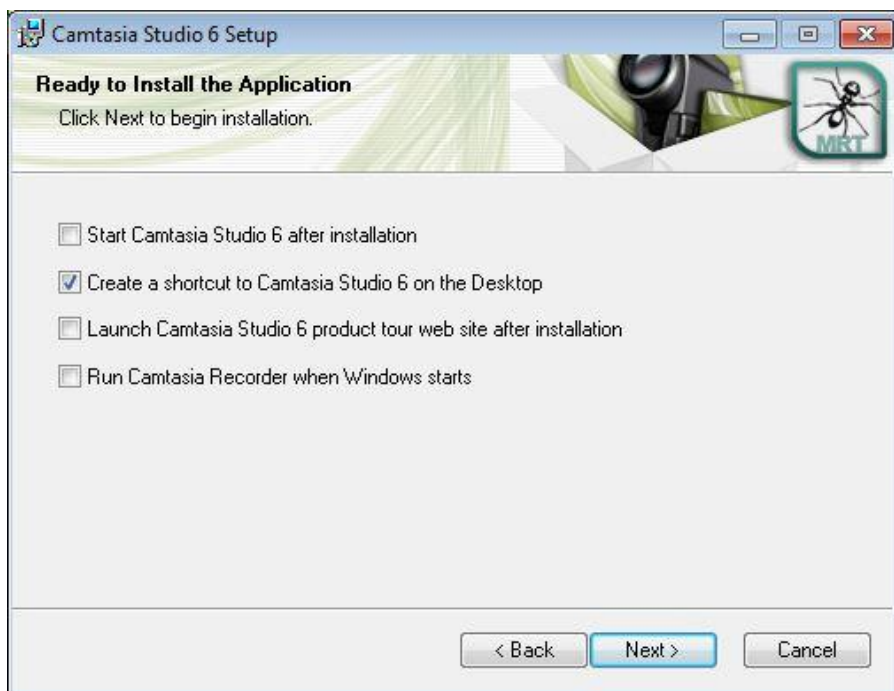 Camtasia Studio 6 Setup
Ready to Install the Application
Click Next to begin installation.
MRT
Start Camtasia Studio 6 after installation
Create a shortcut to Camtasia Studio 6 on the Desktop
Launch Camtasia Studio 6 product tour web site after installation
Run Camtasia Recorder when Windows starts
< Back Next > Cancel